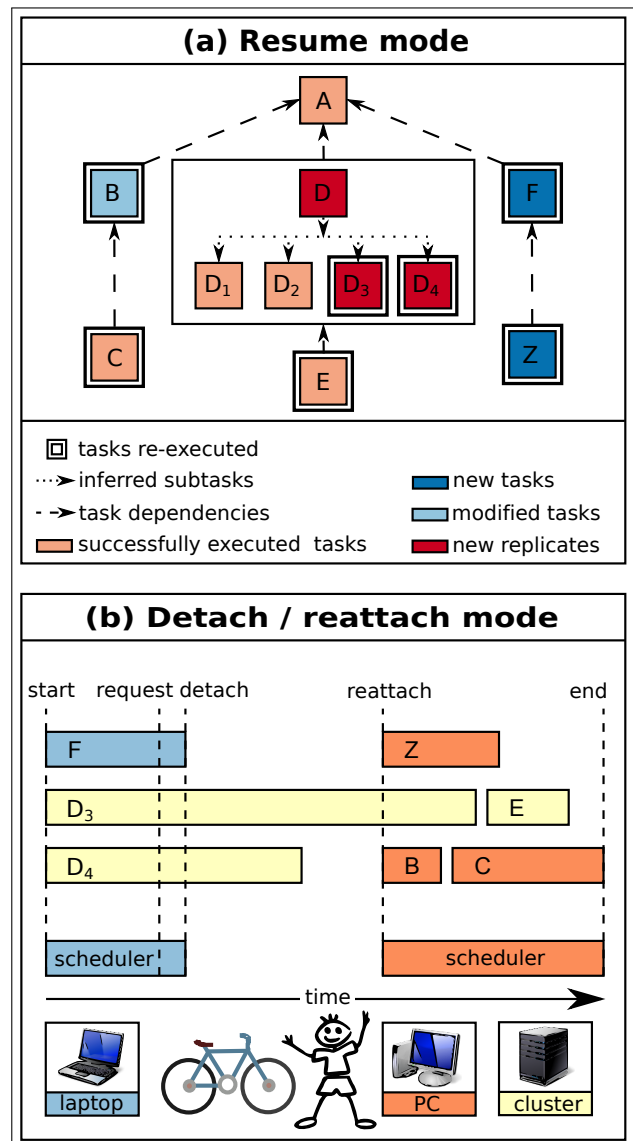 (a) Resume mode
A
B
D
F
D₁ D₂ D₃ D₄
C
E
Z
tasks re-executed
inferred subtasks
new tasks
task dependencies
modified tasks
successfully executed tasks
new replicates
(b) Detach / reattach mode
start request detach reattach end
F Z
D₃ E
D₄ B C
scheduler scheduler
time
laptop PC cluster